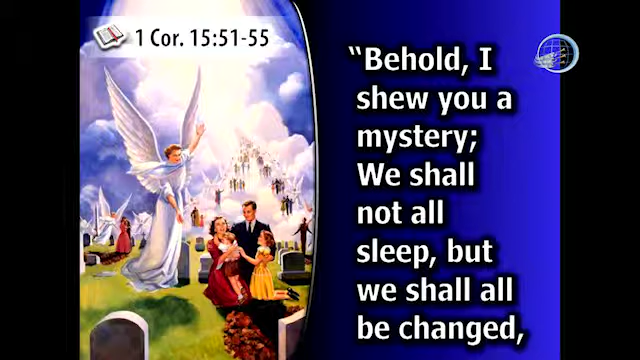 1 Cor. 15:51-55
“Behold, I
shew you a
mystery;
We shall
not all
sleep, but
we shall all
be changed,